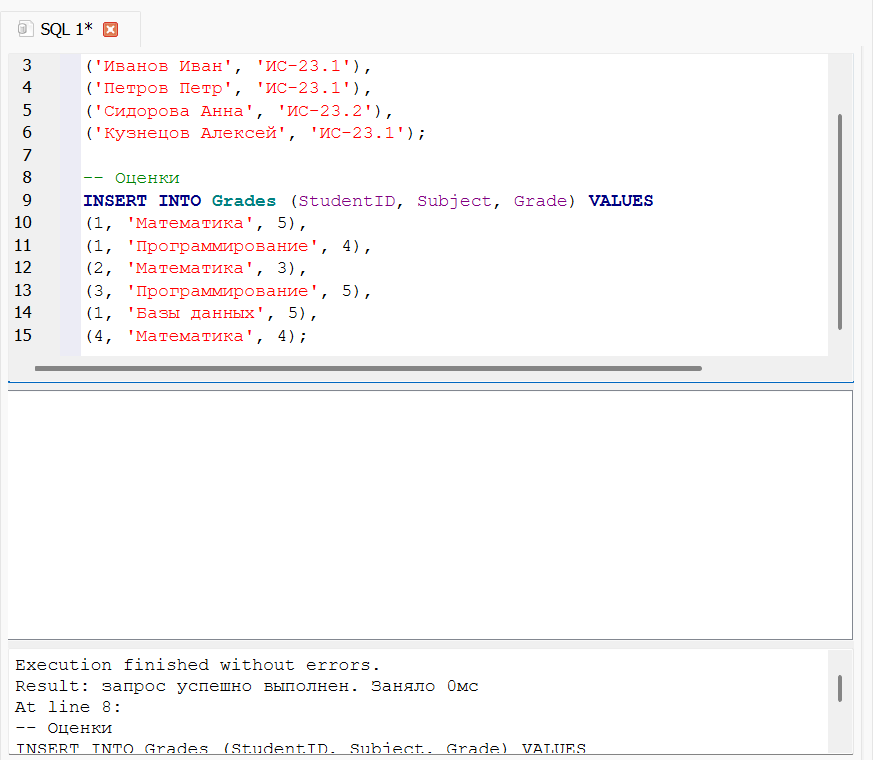 SQL 1*
3 ('Иванов Иван', 'ИС-23.1'),
4 ('Петров Петр', 'ИС-23.1'),
5 ('Сидорова Анна', 'ИС-23.2'),
6 ('Кузнецов Алексей', 'ИС-23.1');
7
8 -- Оценки
9 INSERT INTO Grades (StudentID, Subject, Grade) VALUES
10 (1, 'Математика', 5),
11 (1, 'Программирование', 4),
12 (2, 'Математика', 3),
13 (3, 'Программирование', 5),
14 (1, 'Базы данных', 5),
15 (4, 'Математика', 4);
Execution finished without errors.
Result: запрос успешно выполнен. Заняло 0мс
At line 8:
-- Оценки
INSERT INTO Grades (StudentID, Subject, Grade) VALUES